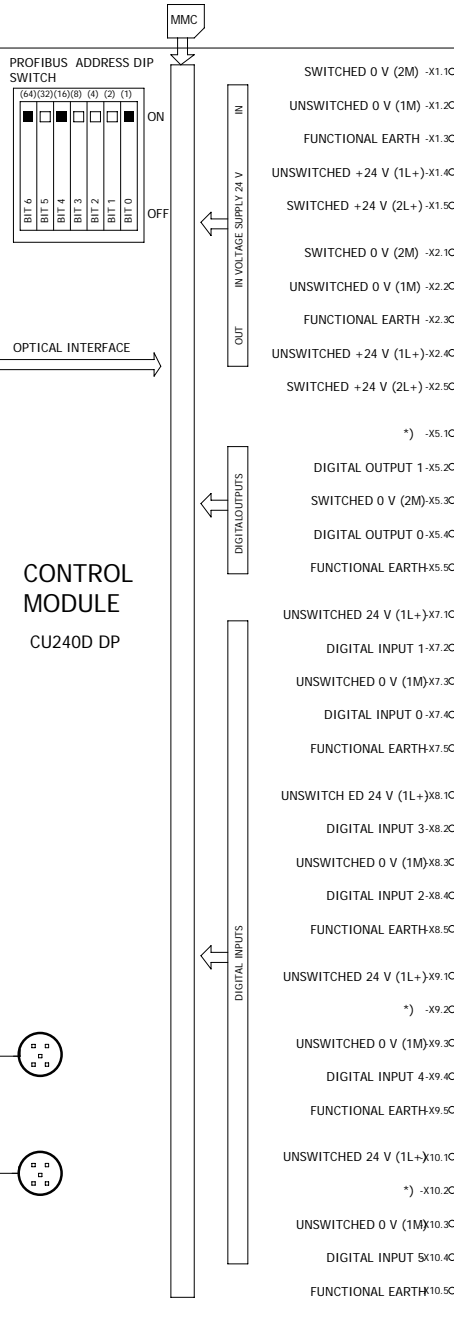 MMC
PROFIBUS ADDRESS DIP
SWITCH
(64)(32)(16)(8) (4) (2) (1)
ON
BIT 6 BIT 5 BIT 4 BIT 3 BIT 2 BIT 1 BIT 0
OFF
OPTICAL INTERFACE
CONTROL
MODULE
CU240D DP
IN
IN VOLTAGE SUPPLY 24 V
OUT
DIGITALOUTPUTS
DIGITAL INPUTS
SWITCHED 0 V (2M) -X1.1
UNSWITCHED 0 V (1M) -X1.2
FUNCTIONAL EARTH -X1.3
UNSWITCHED +24 V (1L+)-X1.4
SWITCHED +24 V (2L+) -X1.5
SWITCHED 0 V (2M) -X2.1
UNSWITCHED 0 V (1M) -X2.2
FUNCTIONAL EARTH -X2.3
UNSWITCHED +24 V (1L+)-X2.4
SWITCHED +24 V (2L+) -X2.5
*) -X5.1
DIGITAL OUTPUT 1-X5.2
SWITCHED 0 V (2M)-X5.3
DIGITAL OUTPUT 0-X5.4
FUNCTIONAL EARTH-X5.5
UNSWITCHED 24 V (1L+)-X7.1
DIGITAL INPUT 1-X7.2
UNSWITCHED 0 V (1M)-X7.3
DIGITAL INPUT 0-X7.4
FUNCTIONAL EARTH-X7.5
UNSWITCH ED 24 V (1L+)-X8.1
DIGITAL INPUT 3-X8.2
UNSWITCHED 0 V (1M)-X8.3
DIGITAL INPUT 2-X8.4
FUNCTIONAL EARTH-X8.5
UNSWITCHED 24 V (1L+)-X9.1
*) -X9.2
UNSWITCHED 0 V (1M)-X9.3
DIGITAL INPUT 4-X9.4
FUNCTIONAL EARTH-X9.5
UNSWITCHED 24 V (1L+)-X10.1
*) -X10.2
UNSWITCHED 0 V (1M)-X10.3
DIGITAL INPUT 5-X10.4
FUNCTIONAL EARTH-X10.5